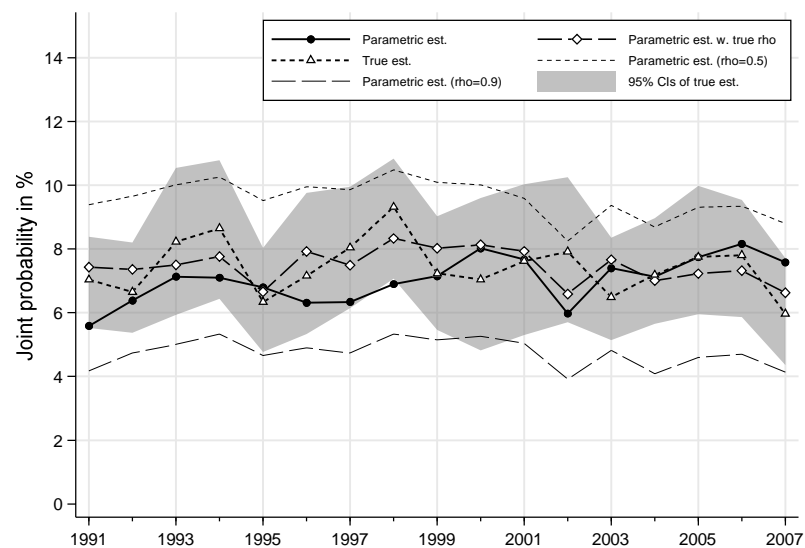 Parametric est.
Parametric est. w. true rho
True est.
Parametric est. (rho=0.5)
Parametric est. (rho=0.9)
95% CIs of true est.
Joint probability in %
14
12
10
8
6
4
2
0
1991 1993 1995 1997 1999 2001 2003 2005 2007